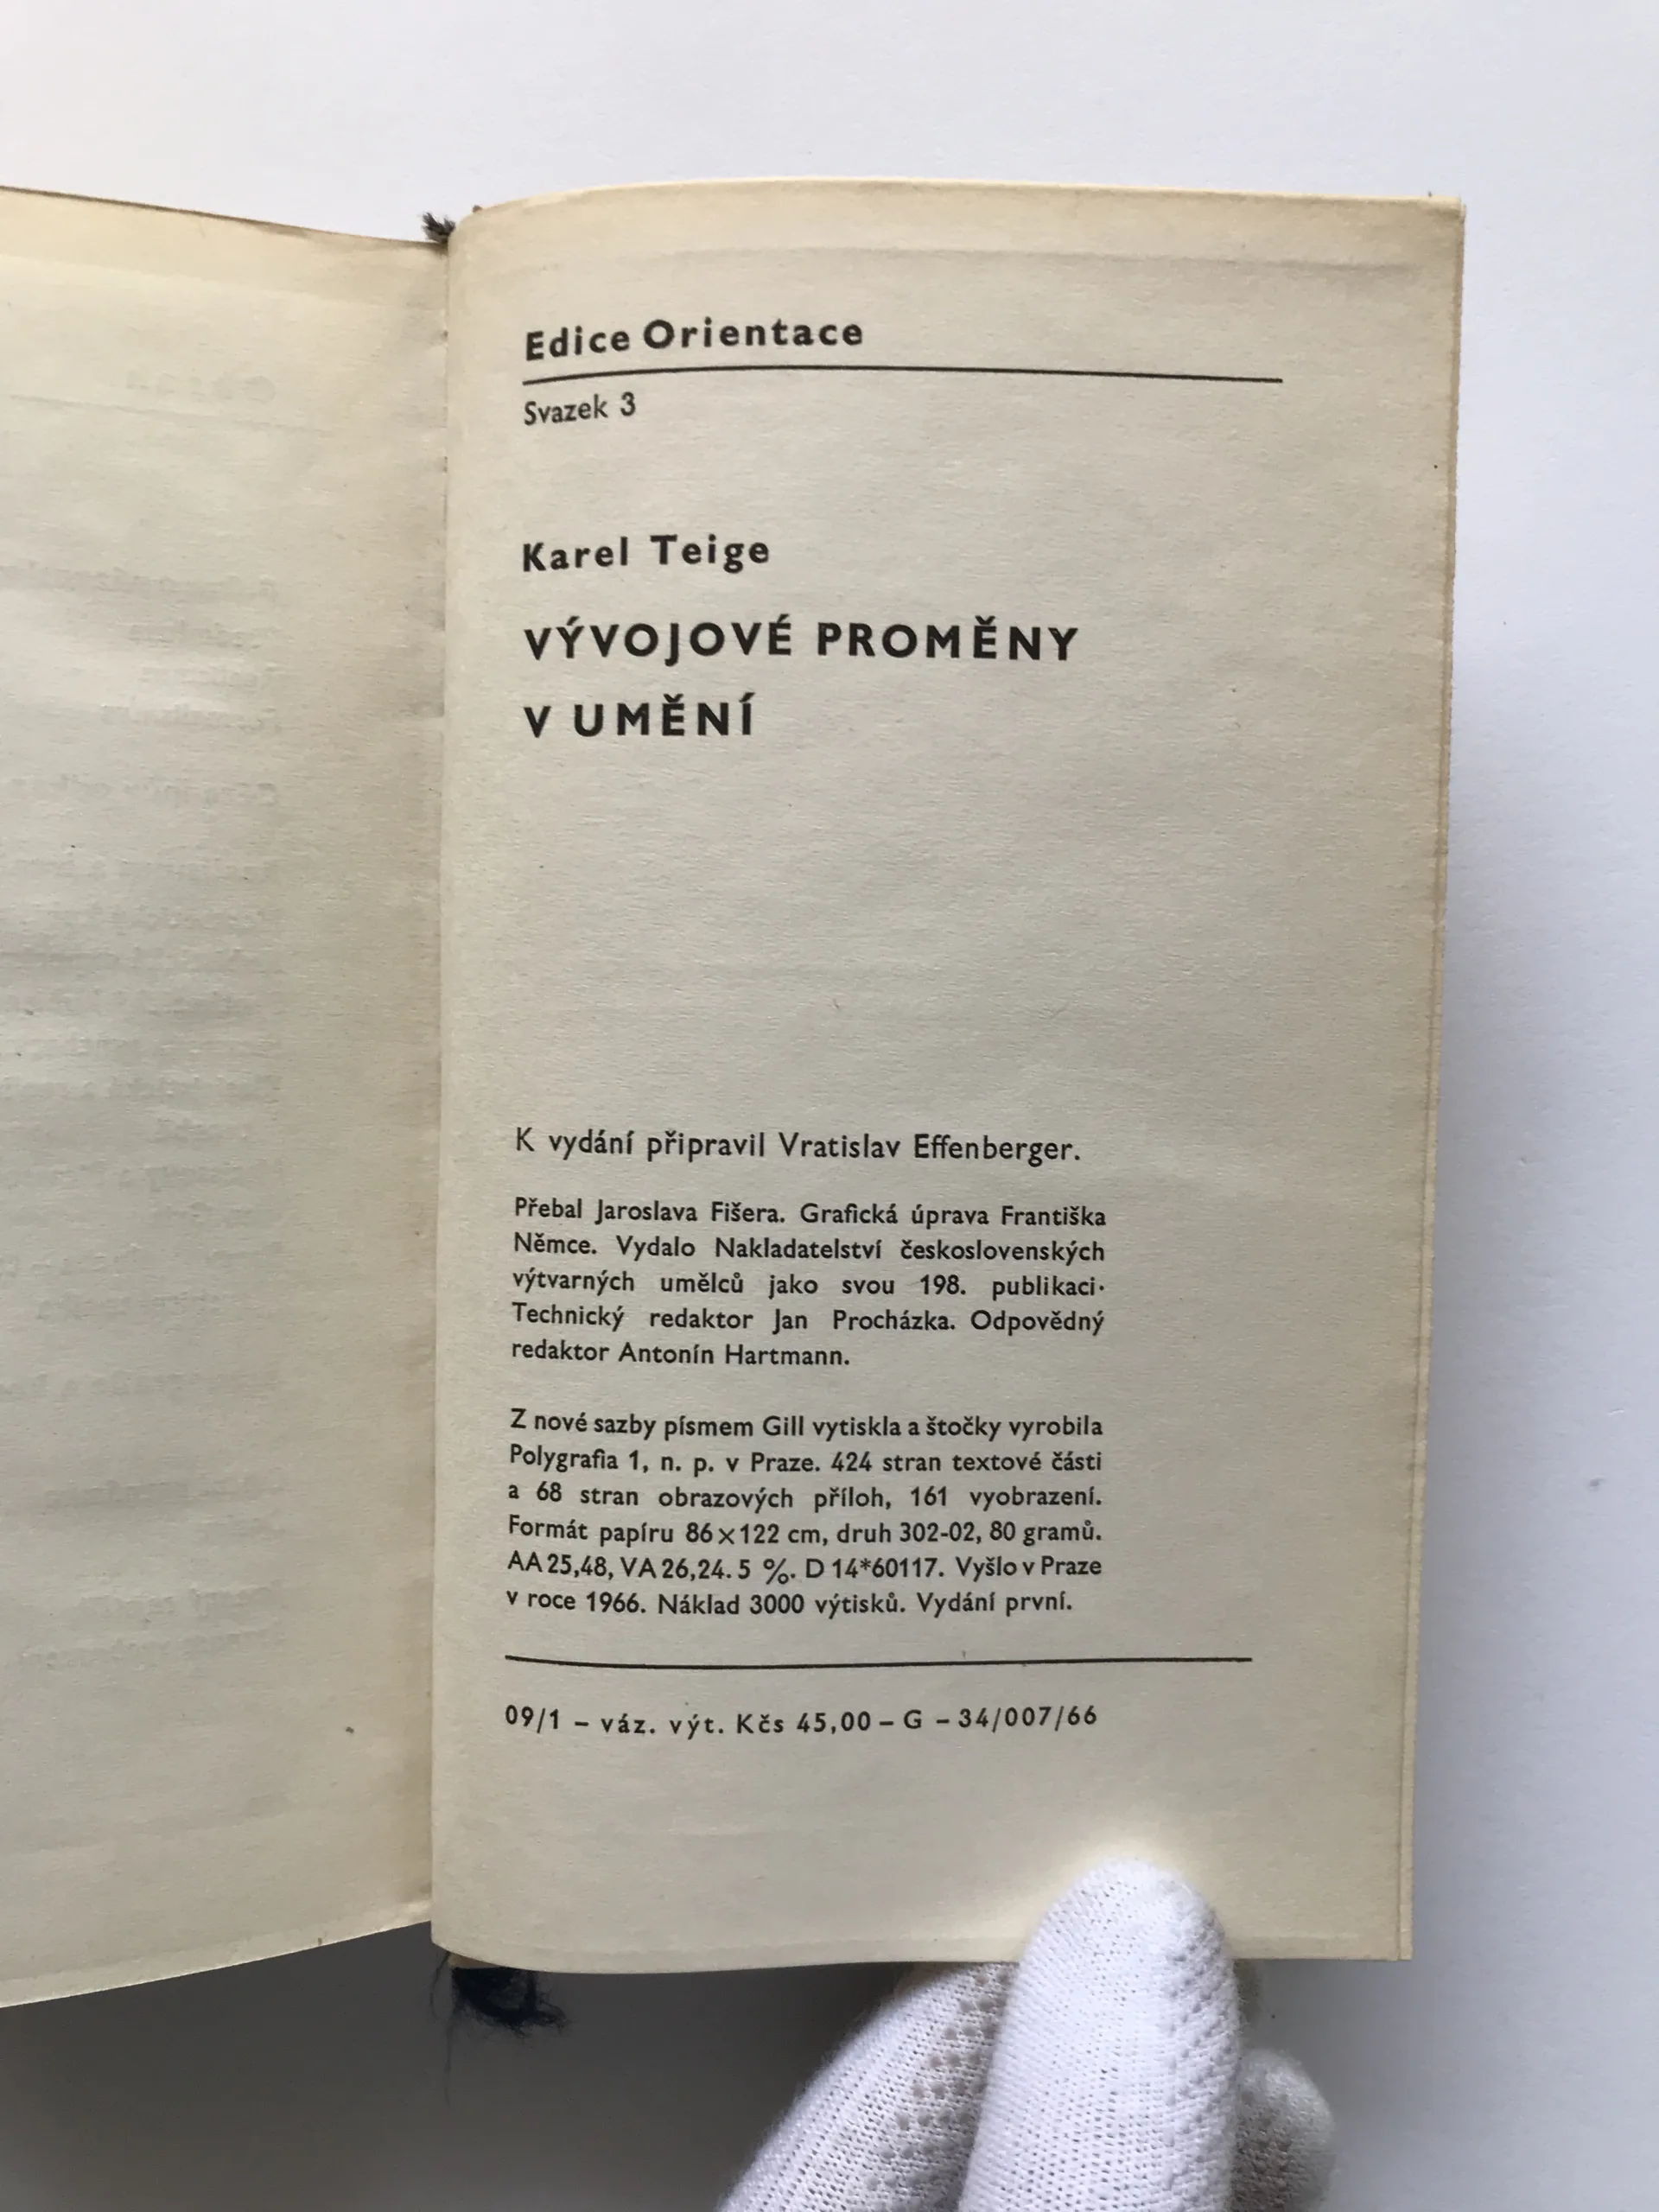 Edice Orientace
Svazek 3
Karel Teige
VÝVOJOVÉ PROMĚNY
V UMĚNÍ
K vydání připravil Vratislav Effenberger.
Přebal Jaroslava Fišera. Grafická úprava Františka
Němce. Vydalo Nakladatelství československých
výtvarných umělců jako svou 198. publikaci·
Technický redaktor Jan Procházka. Odpovědný
redaktor Antonín Hartmann.
Z nové sazby písmem Gill vytiskla a štočky vyrobila
Polygrafia 1, n. p. v Praze. 424 stran textové části
a 68 stran obrazových příloh, 161 vyobrazení.
Formát papíru 86×122 cm, druh 302-02, 80 gramů.
AA 25,48, VA 26,24. 5 %. D 14*60117. Vyšlo v Praze
v roce 1966. Náklad 3000 výtisků. Vydání první.
09/1 – váz. výt. Kčs 45,00 – G – 34/007/66